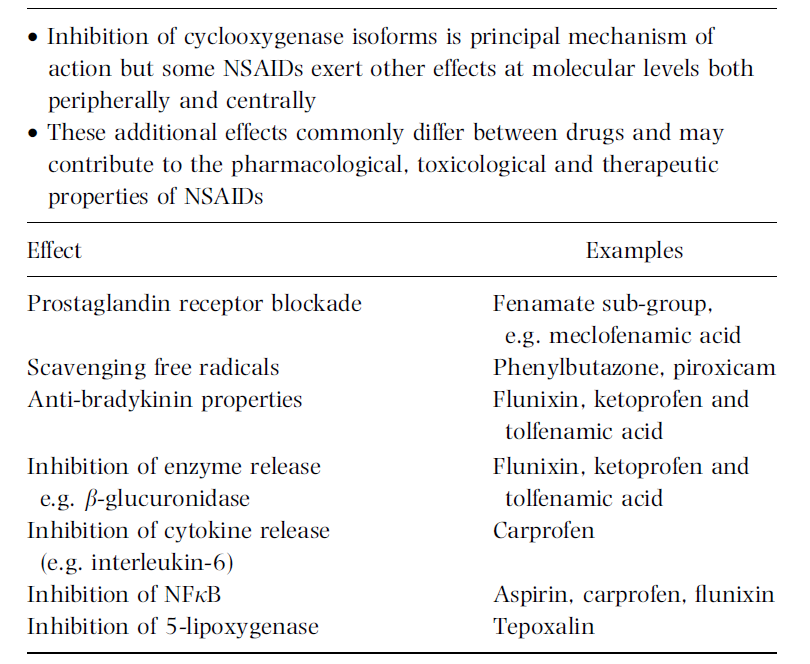 • Inhibition of cyclooxygenase isoforms is principal mechanism of
action but some NSAIDs exert other effects at molecular levels both
peripherally and centrally
• These additional effects commonly differ between drugs and may
contribute to the pharmacological, toxicological and therapeutic
properties of NSAIDs
Effect Examples
Prostaglandin receptor blockade Fenamate sub-group,
e.g. meclofenamic acid
Scavenging free radicals Phenylbutazone, piroxicam
Anti-bradykinin properties Flunixin, ketoprofen and
tolfenamic acid
Inhibition of enzyme release Flunixin, ketoprofen and
e.g. β-glucuronidase tolfenamic acid
Inhibition of cytokine release Carprofen
(e.g. interleukin-6)
Inhibition of NFκB Aspirin, carprofen, flunixin
Inhibition of 5-lipoxygenase Tepoxalin